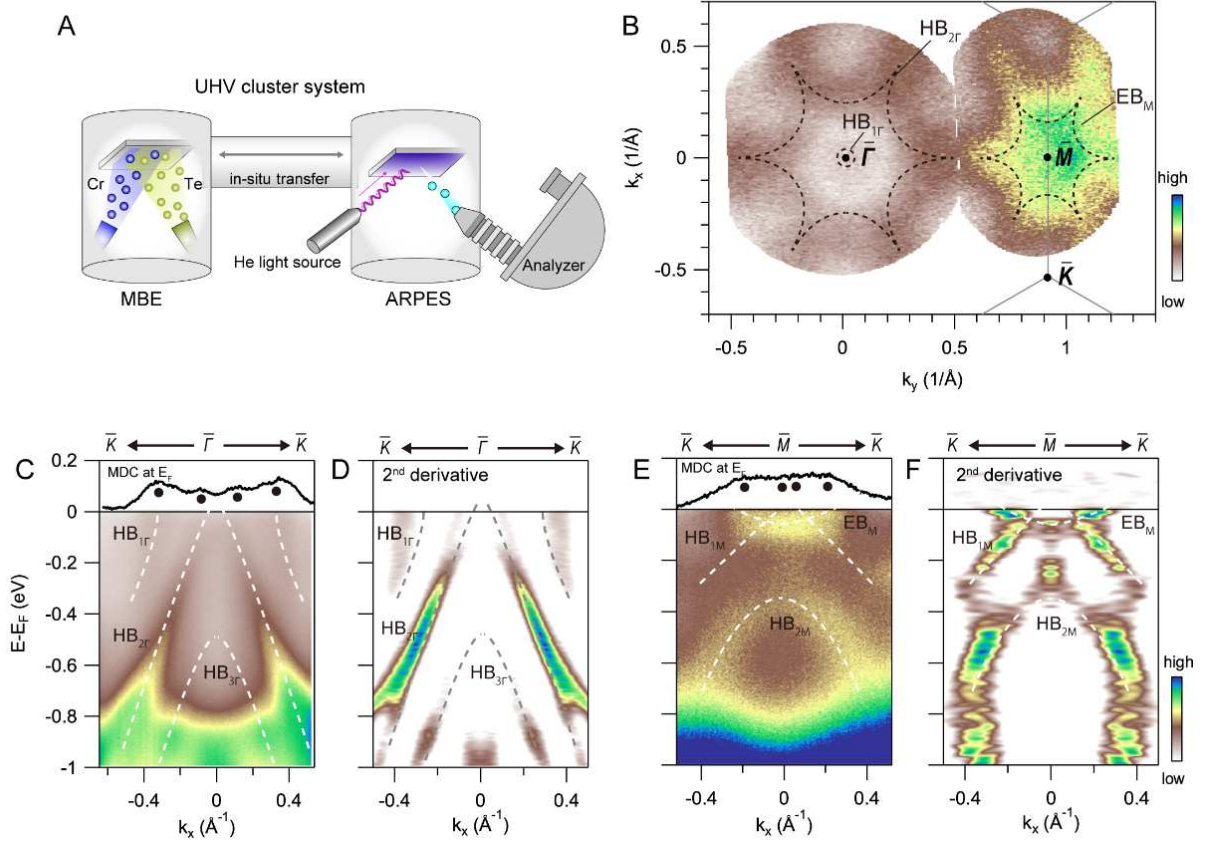 A
UHV cluster system
Cr
Te
in-situ transfer
He light source
Analyzer
MBE
ARPES
B
HB2Γ
EBM
HB1Γ
Γ̅
M̅
K̅
kx (1/Å)
0.5
0
-0.5
-0.5
0
0.5
1
ky (1/Å)
high
low
K̅ Γ̅ K̅
C
MDC at EF
0.2
0
-0.2
-0.4
-0.6
-0.8
-1
E-EF (eV)
HB1Γ
HB2Γ
HB3Γ
-0.4 0 0.4
kx (Å-1)
K̅ Γ̅ K̅
D
2nd derivative
HB1Γ
HB2Γ
HB3Γ
-0.4 0 0.4
kx (Å-1)
K̅ M̅ K̅
E
MDC at EF
HB1M
HB2M
-0.4 0 0.4
kx (Å-1)
K̅ M̅ K̅
F
2nd derivative
EBM
HB1M
HB2M
-0.4 0 0.4
kx (Å-1)
high
low